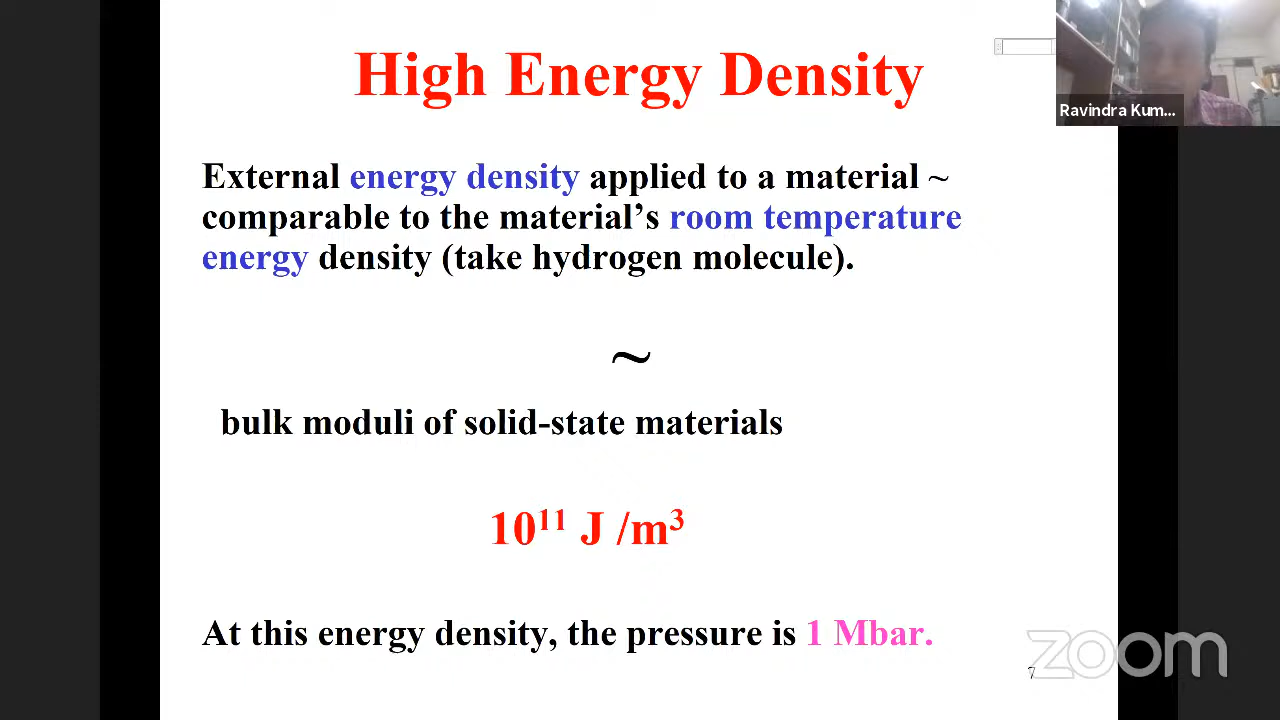 High Energy Density
Ravindra Kum...
External energy density applied to a material ~
comparable to the material’s room temperature
energy density (take hydrogen molecule).
~
bulk moduli of solid-state materials
10¹¹ J /m³
At this energy density, the pressure is 1 Mbar.
zoom
7